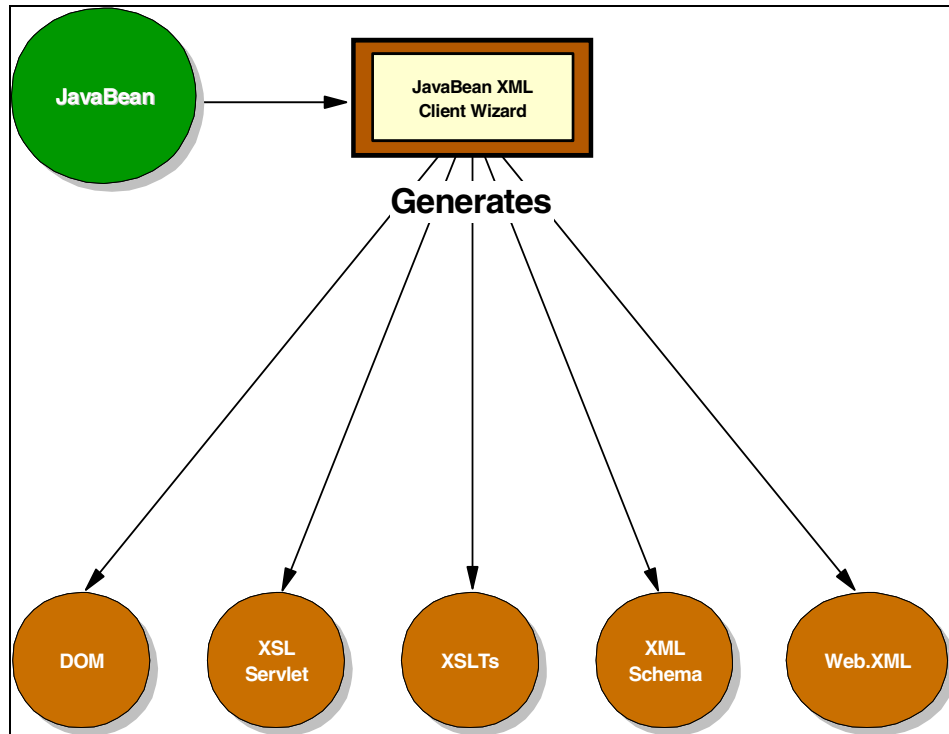 JavaBean
JavaBean XML
Client Wizard
Generates
DOM
XSL
Servlet
XSLTs
XML
Schema
Web.XML